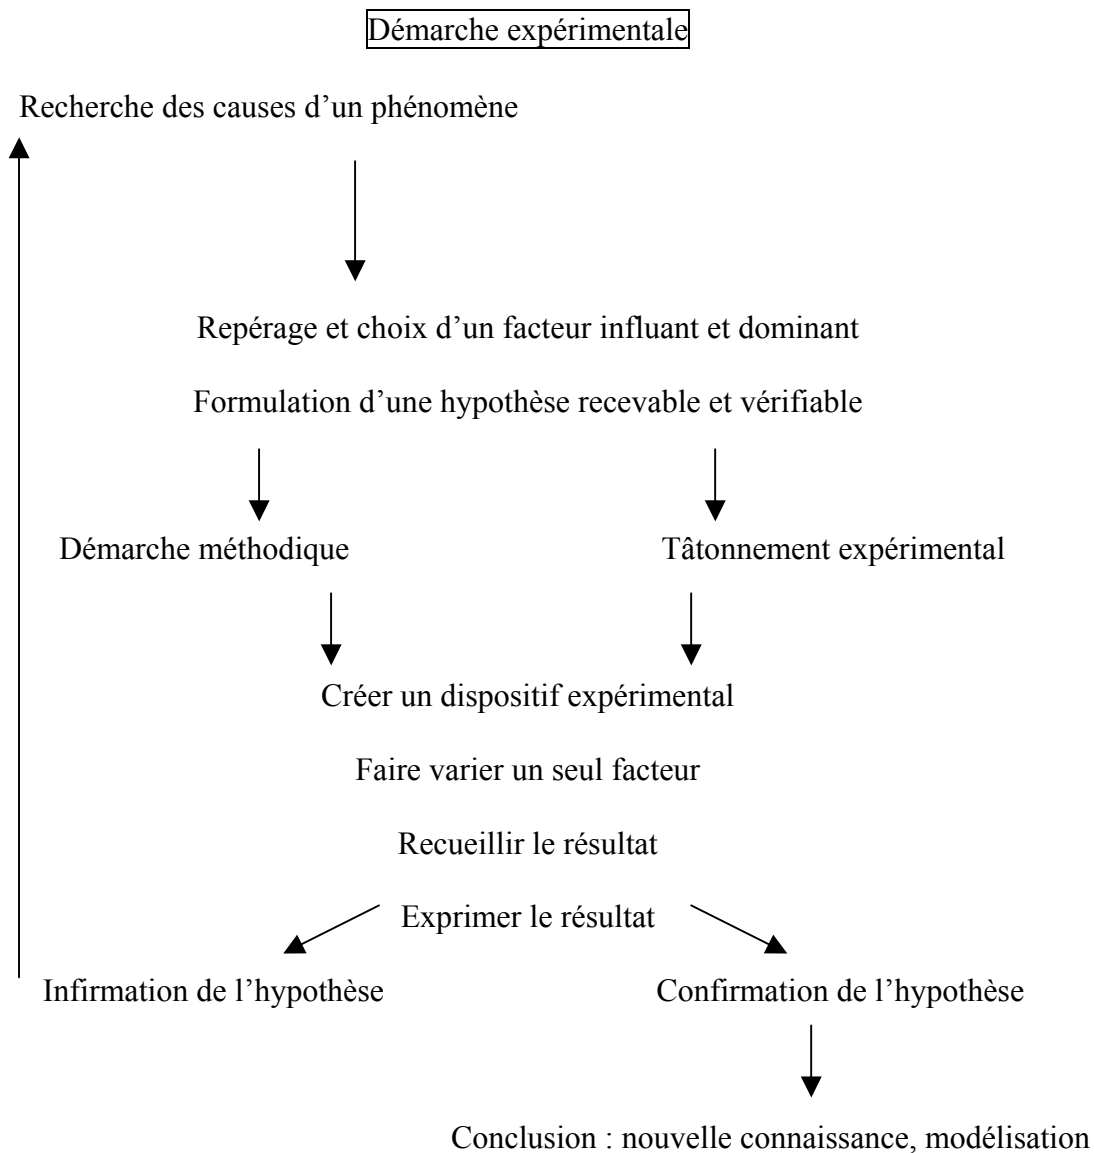 Démarche expérimentale
Recherche des causes d’un phénomène
Repérage et choix d’un facteur influant et dominant
Formulation d’une hypothèse recevable et vérifiable
Démarche méthodique
Tâtonnement expérimental
Créer un dispositif expérimental
Faire varier un seul facteur
Recueillir le résultat
Exprimer le résultat
Infirmation de l’hypothèse
Confirmation de l’hypothèse
Conclusion : nouvelle connaissance, modélisation